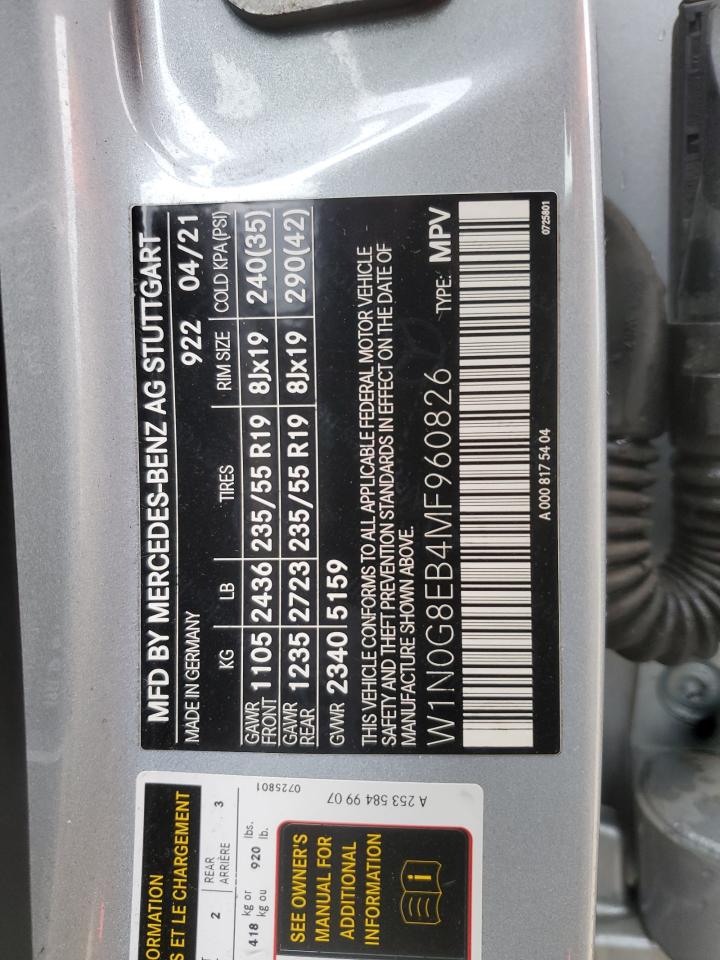 MFD BY MERCEDES-BENZ AG STUTTGART
MADE IN GERMANY 922 04/21
KG LB TIRES RIM SIZE COLD KPA (PSI)
GAWR FRONT 1105 2436 235/55 R19 8Jx19 240(35)
GAWR REAR 1235 2723 235/55 R19 8Jx19 290(42)
GVWR 2340 5159
THIS VEHICLE CONFORMS TO ALL APPLICABLE FEDERAL MOTOR VEHICLE
SAFETY AND THEFT PREVENTION STANDARDS IN EFFECT ON THE DATE OF
MANUFACTURE SHOWN ABOVE.
W1N0G8EB4MF960826 TYPE: MPV
A 000 817 54 04
0725801
ET LE CHARGEMENT
2 REAR 3
ARRIÈRE
418 kg or 920 lbs.
kg ou lb.
SEE OWNER'S
MANUAL FOR
ADDITIONAL
INFORMATION
A 253 584 99 07
0725801